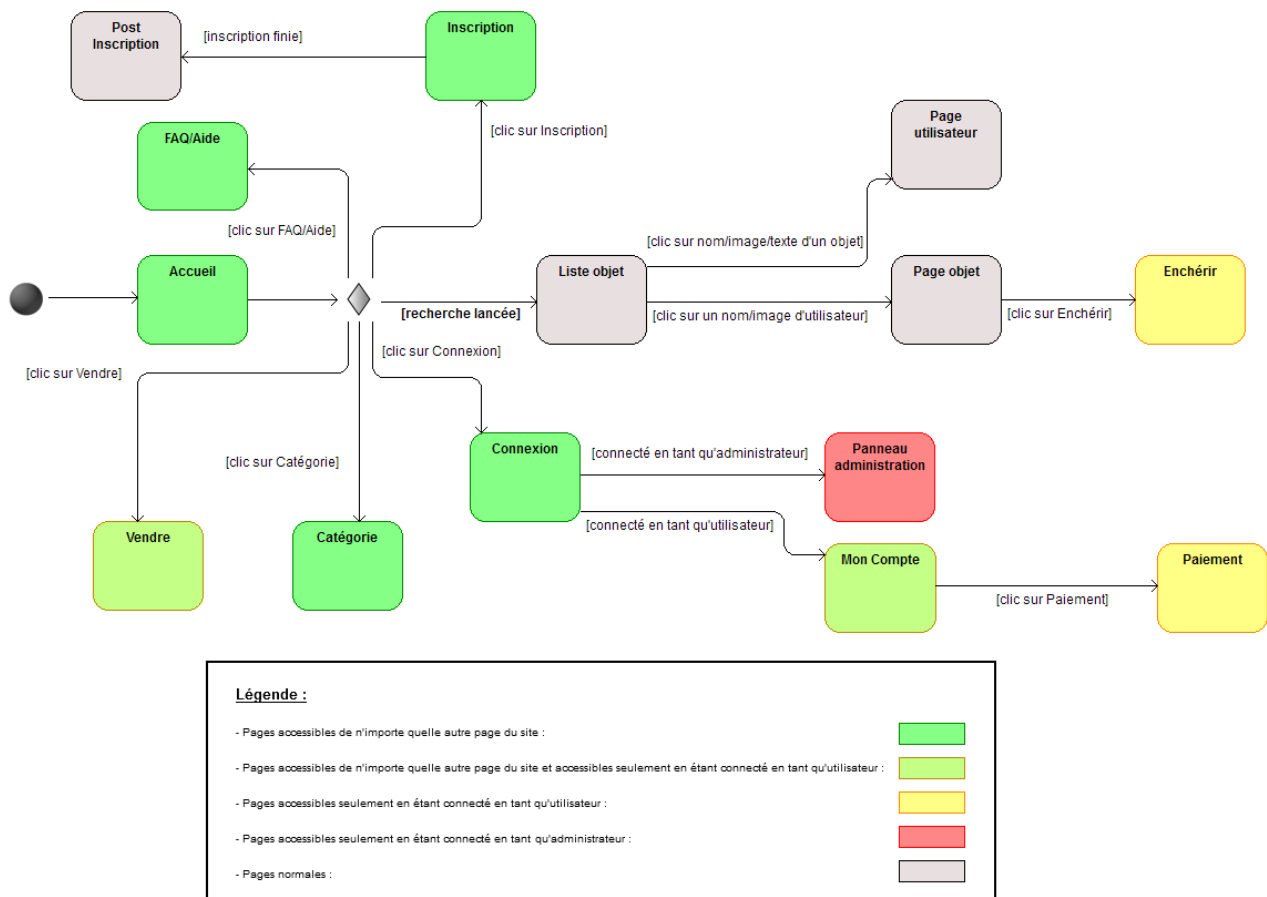 Post
Inscription
[inscription finie]
Inscription
[clic sur Inscription]
FAQ/Aide
[clic sur FAQ/Aide]
Page
utilisateur
[clic sur nom/image/texte d'un objet]
Accueil
Liste objet
Page objet
Enchérir
[recherche lancée]
[clic sur un nom/image d'utilisateur]
[clic sur Enchérir]
[clic sur Connexion]
[clic sur Vendre]
[clic sur Catégorie]
Connexion
[connecté en tant qu'administrateur]
Panneau
administration
[connecté en tant qu'utilisateur]
Vendre
Catégorie
Mon Compte
Paiement
[clic sur Paiement]
Légende :
- Pages accessibles de n'importe quelle autre page du site :
- Pages accessibles de n'importe quelle autre page du site et accessibles seulement en étant connecté en tant qu'utilisateur :
- Pages accessibles seulement en étant connecté en tant qu'utilisateur :
- Pages accessibles seulement en étant connecté en tant qu'administrateur :
- Pages normales :